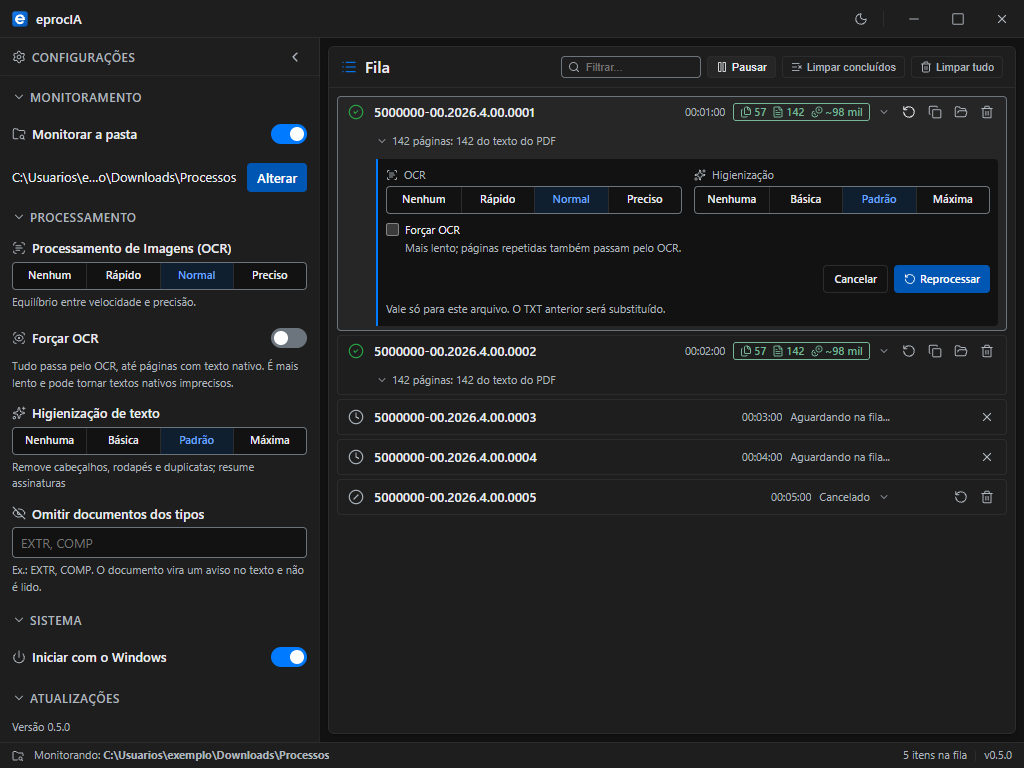 eprocIA
CONFIGURAÇÕES
MONITORAMENTO
Monitorar a pasta
C:\Usuarios\e...o\Downloads\Processos
Alterar
PROCESSAMENTO
Processamento de Imagens (OCR)
Nenhum Rápido Normal Preciso
Equilíbrio entre velocidade e precisão.
Forçar OCR
Tudo passa pelo OCR, até páginas com texto nativo. É mais
lento e pode tornar textos nativos imprecisos.
Higienização de texto
Nenhuma Básica Padrão Máxima
Remove cabeçalhos, rodapés e duplicatas; resume
assinaturas
Omitir documentos dos tipos
EXTR, COMP
Ex.: EXTR, COMP. O documento vira um aviso no texto e não
é lido.
SISTEMA
Iniciar com o Windows
ATUALIZAÇÕES
Versão 0.5.0
Fila
Filtrar...
Pausar
Limpar concluídos
Limpar tudo
5000000-00.2026.4.00.0001 00:01:00 57 142 ~98 mil
142 páginas: 142 do texto do PDF
OCR
Nenhum Rápido Normal Preciso
Higienização
Nenhuma Básica Padrão Máxima
Forçar OCR
Mais lento; páginas repetidas também passam pelo OCR.
Cancelar Reprocessar
Vale só para este arquivo. O TXT anterior será substituído.
5000000-00.2026.4.00.0002 00:02:00 57 142 ~98 mil
142 páginas: 142 do texto do PDF
5000000-00.2026.4.00.0003 00:03:00 Aguardando na fila...
5000000-00.2026.4.00.0004 00:04:00 Aguardando na fila...
5000000-00.2026.4.00.0005 00:05:00 Cancelado
Monitorando: C:\Usuarios\exemplo\Downloads\Processos
5 itens na fila v0.5.0